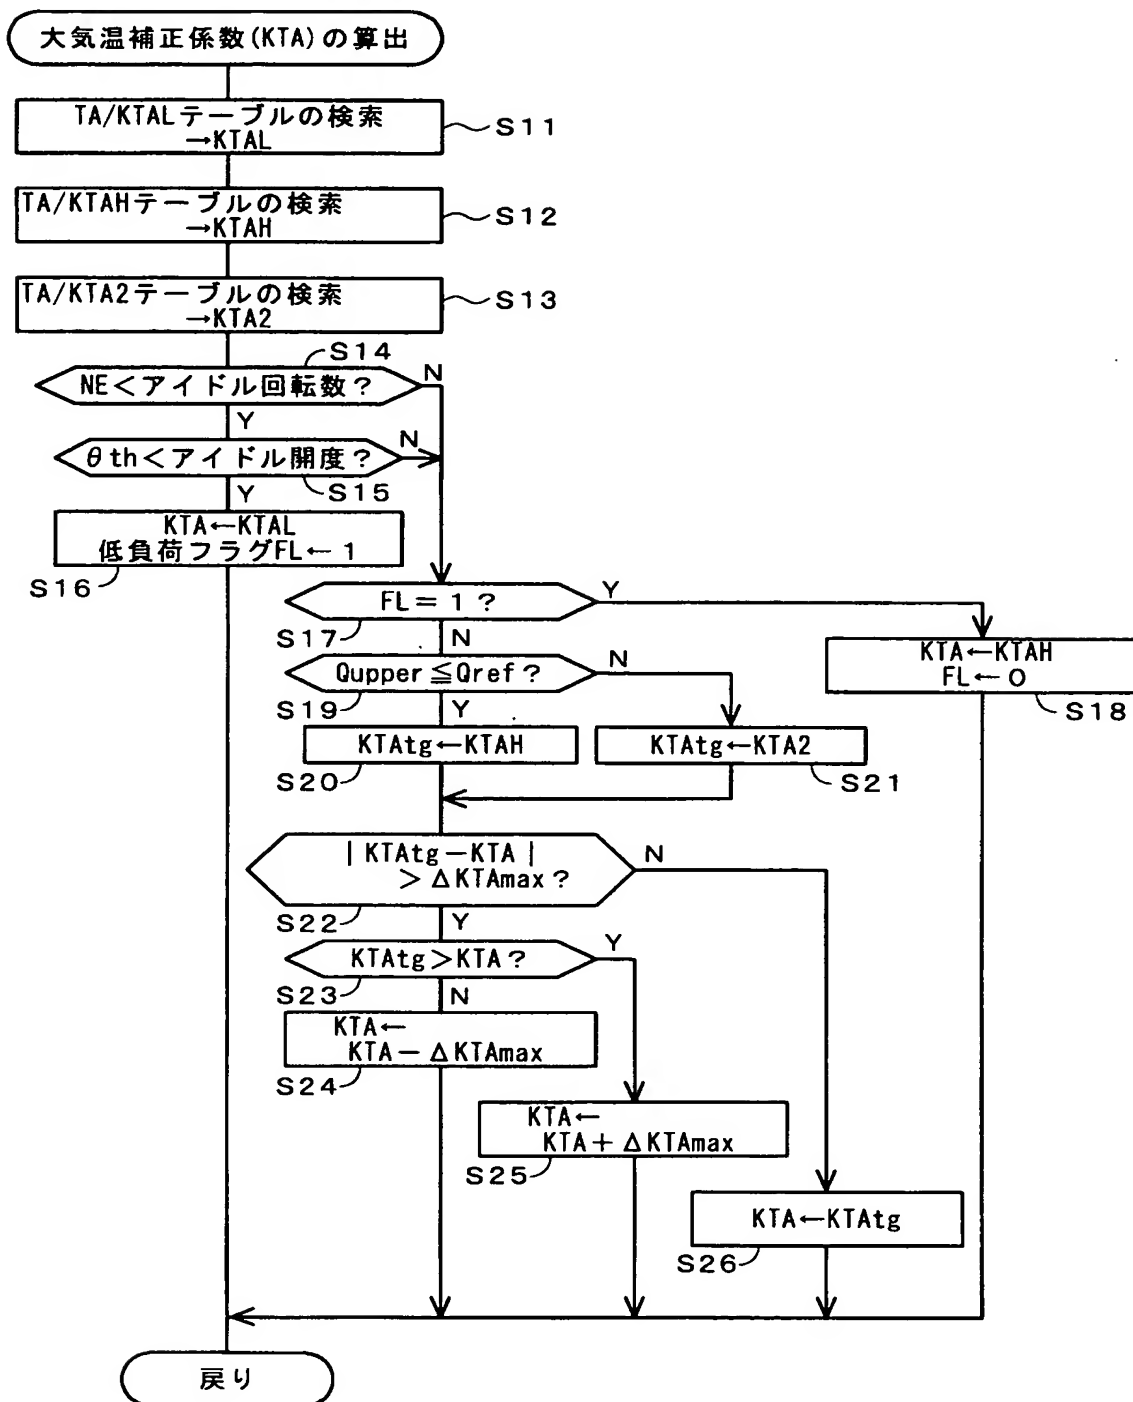 大気温補正係数(KTA)の算出
TA/KTALテーブルの検索
→KTAL
S11
TA/KTAHテーブルの検索
→KTAH
S12
TA/KTA2テーブルの検索
→KTA2
S13
S14
NE<アイドル回転数?
N
Y
θth<アイドル開度?
N
S15
Y
KTA←KTAL
低負荷フラグFL←1
S16
FL=1?
Y
S17
N
KTA←KTAH
FL←0
S18
Qupper≦Qref?
N
S19
Y
KTAtg←KTAH
S20
KTAtg←KTA2
S21
|KTAtg-KTA|
>ΔKTAmax?
N
S22
Y
KTAtg>KTA?
Y
S23
N
KTA←
KTA-ΔKTAmax
S24
KTA←
KTA+ΔKTAmax
S25
KTA←KTAtg
S26
戻り